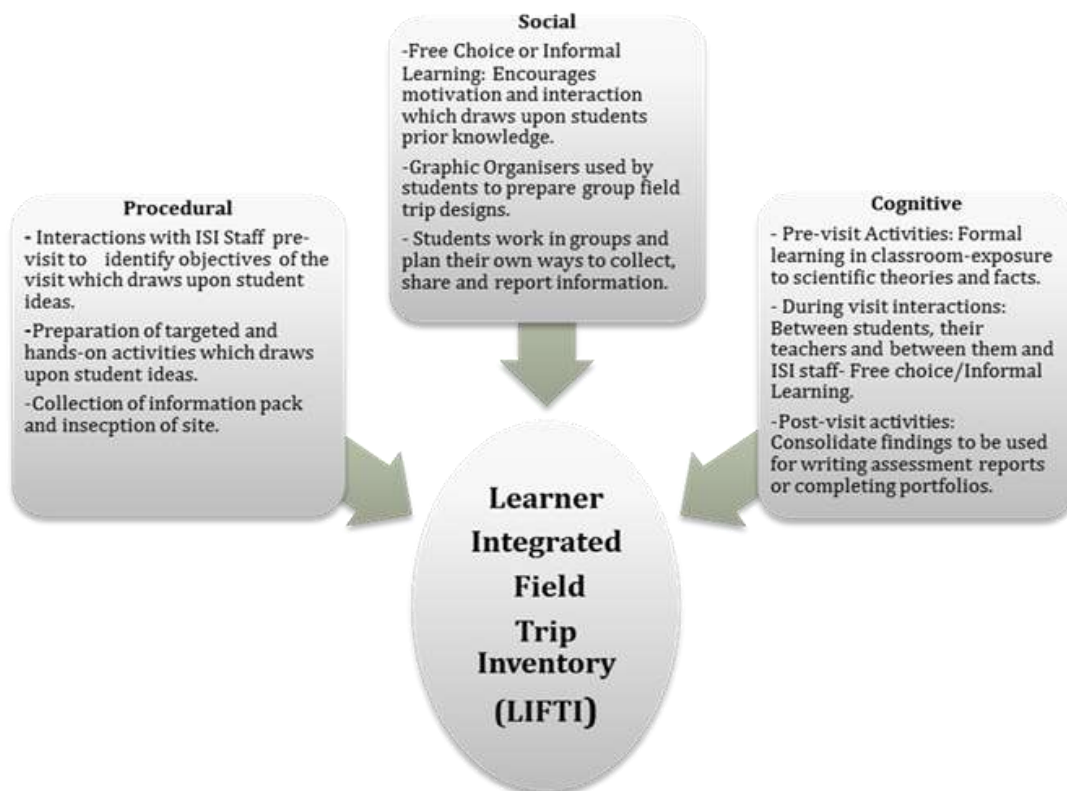 Social
-Free Choice or Informal
Learning: Encourages
motivation and interaction
which draws upon students
prior knowledge.
-Graphic Organisers used by
students to prepare group field
trip designs.
- Students work in groups and
plan their own ways to collect,
share and report information.
Procedural
- Interactions with ISI Staff pre-
visit to identify objectives of the
visit which draws upon student
ideas.
-Preparation of targeted and
hands-on activities which draws
upon student ideas.
-Collection of information pack
and insecption of site.
Cognitive
- Pre-visit Activities: Formal
learning in classroom-exposure
to scientific theories and facts.
- During visit interactions:
Between students, their
teachers and between them and
ISI staff- Free choice/Informal
Learning.
-Post-visit activities:
Consolidate findings to be used
for writing assessment reports
or completing portfolios.
Learner
Integrated
Field
Trip
Inventory
(LIFTI)